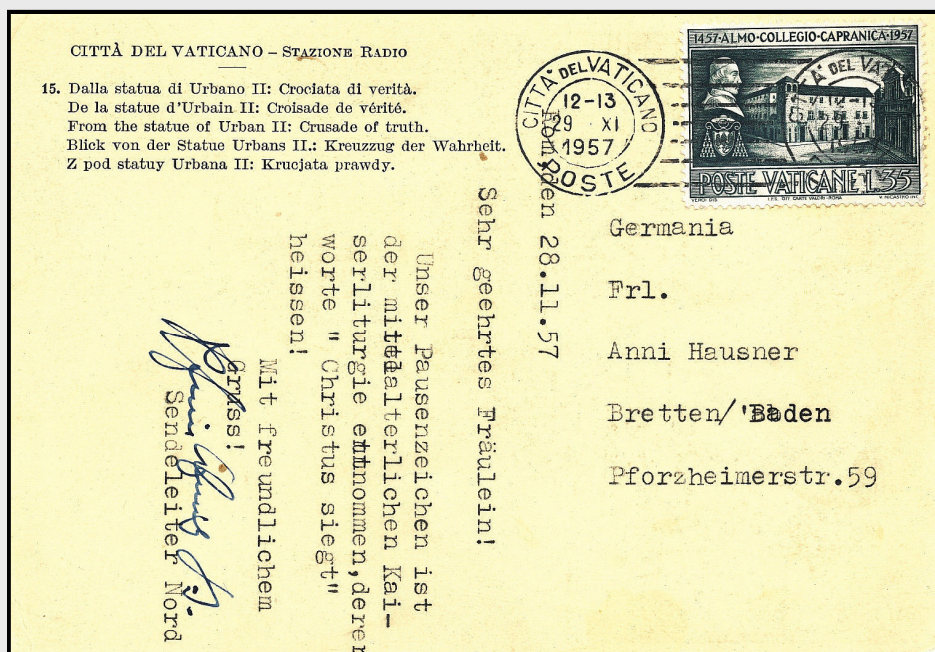 CITTÀ DEL VATICANO – STAZIONE RADIO
15. Dalla statua di Urbano II: Crociata di verità.
De la statue d'Urbain II: Croisade de vérité.
From the statue of Urban II: Crusade of truth.
Blick von der Statue Urbans II.: Kreuzzug der Wahrheit.
Z pod statuy Urbana II: Krucjata prawdy.
CITTÀ DEL VATICANO
12-13
29 XI
1957
POSTE
1457·ALMO·COLLEGIO·CAPRANICA·1957
POSTE VATICANE L.35
Germania
Frl.
Anni Hausner
Bretten/Baden
Pforzheimerstr.59
Rom, den 28.11.57
Sehr geehrtes Fräulein!
Unser Pausenzeichen ist
der mittelalterlichen Kai-
serliturgie entnommen,deren
worte " Christus siegt"
heissen!
Mit freundlichem
Gruss!
Sendeleiter Nord